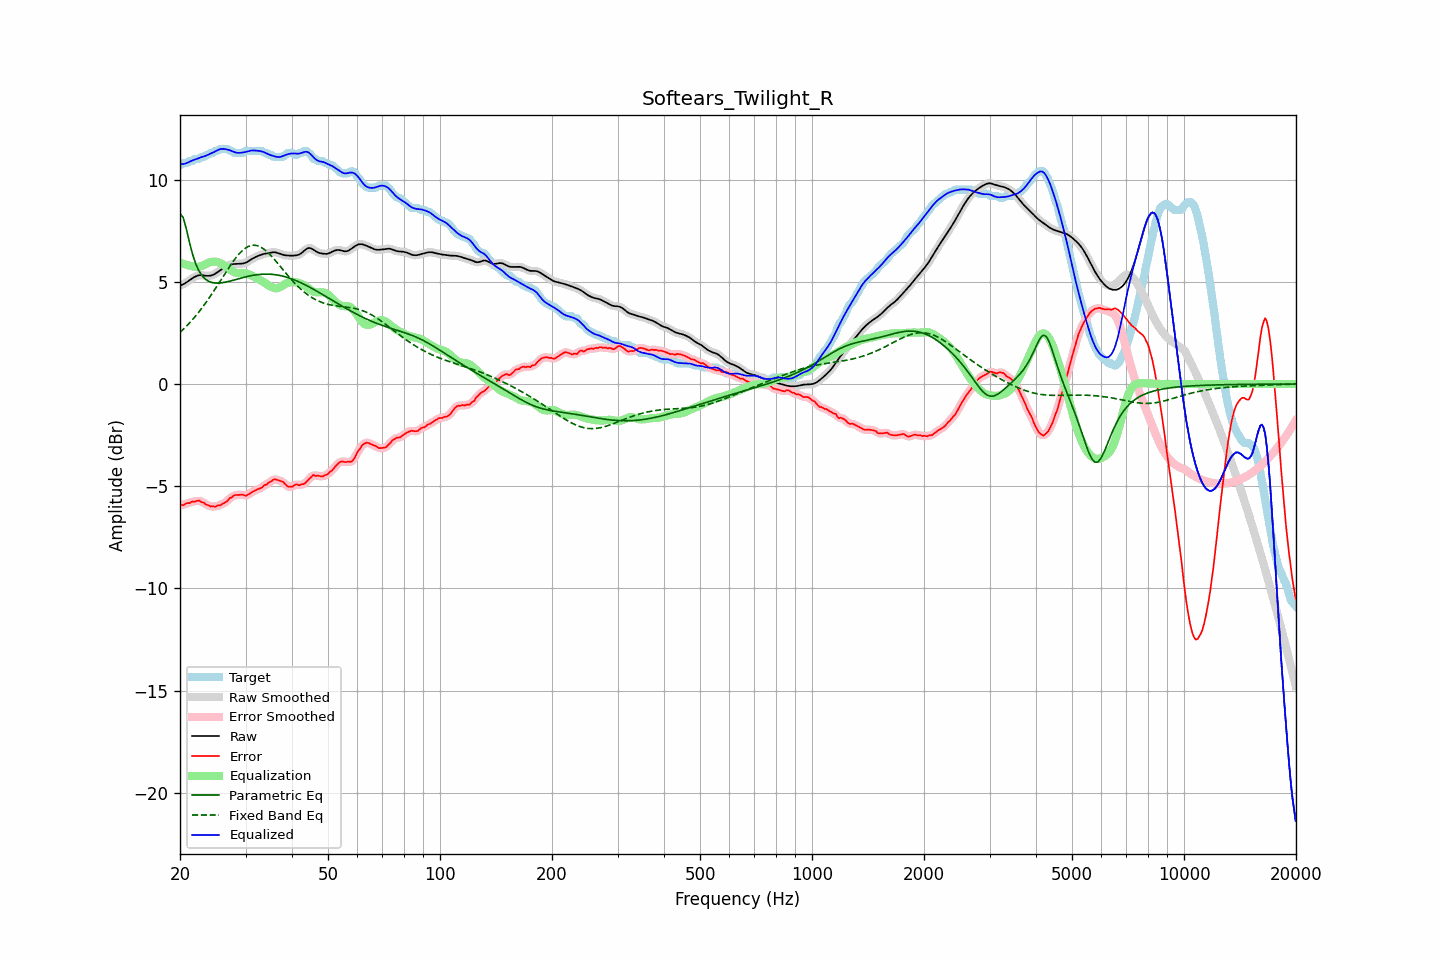 Softears_Twilight_R
Amplitude (dBr)
10
5
0
−5
−10
−15
−20
Target
Raw Smoothed
Error Smoothed
Raw
Error
Equalization
Parametric Eq
Fixed Band Eq
Equalized
20 50 100 200 500 1000 2000 5000 10000 20000
Frequency (Hz)